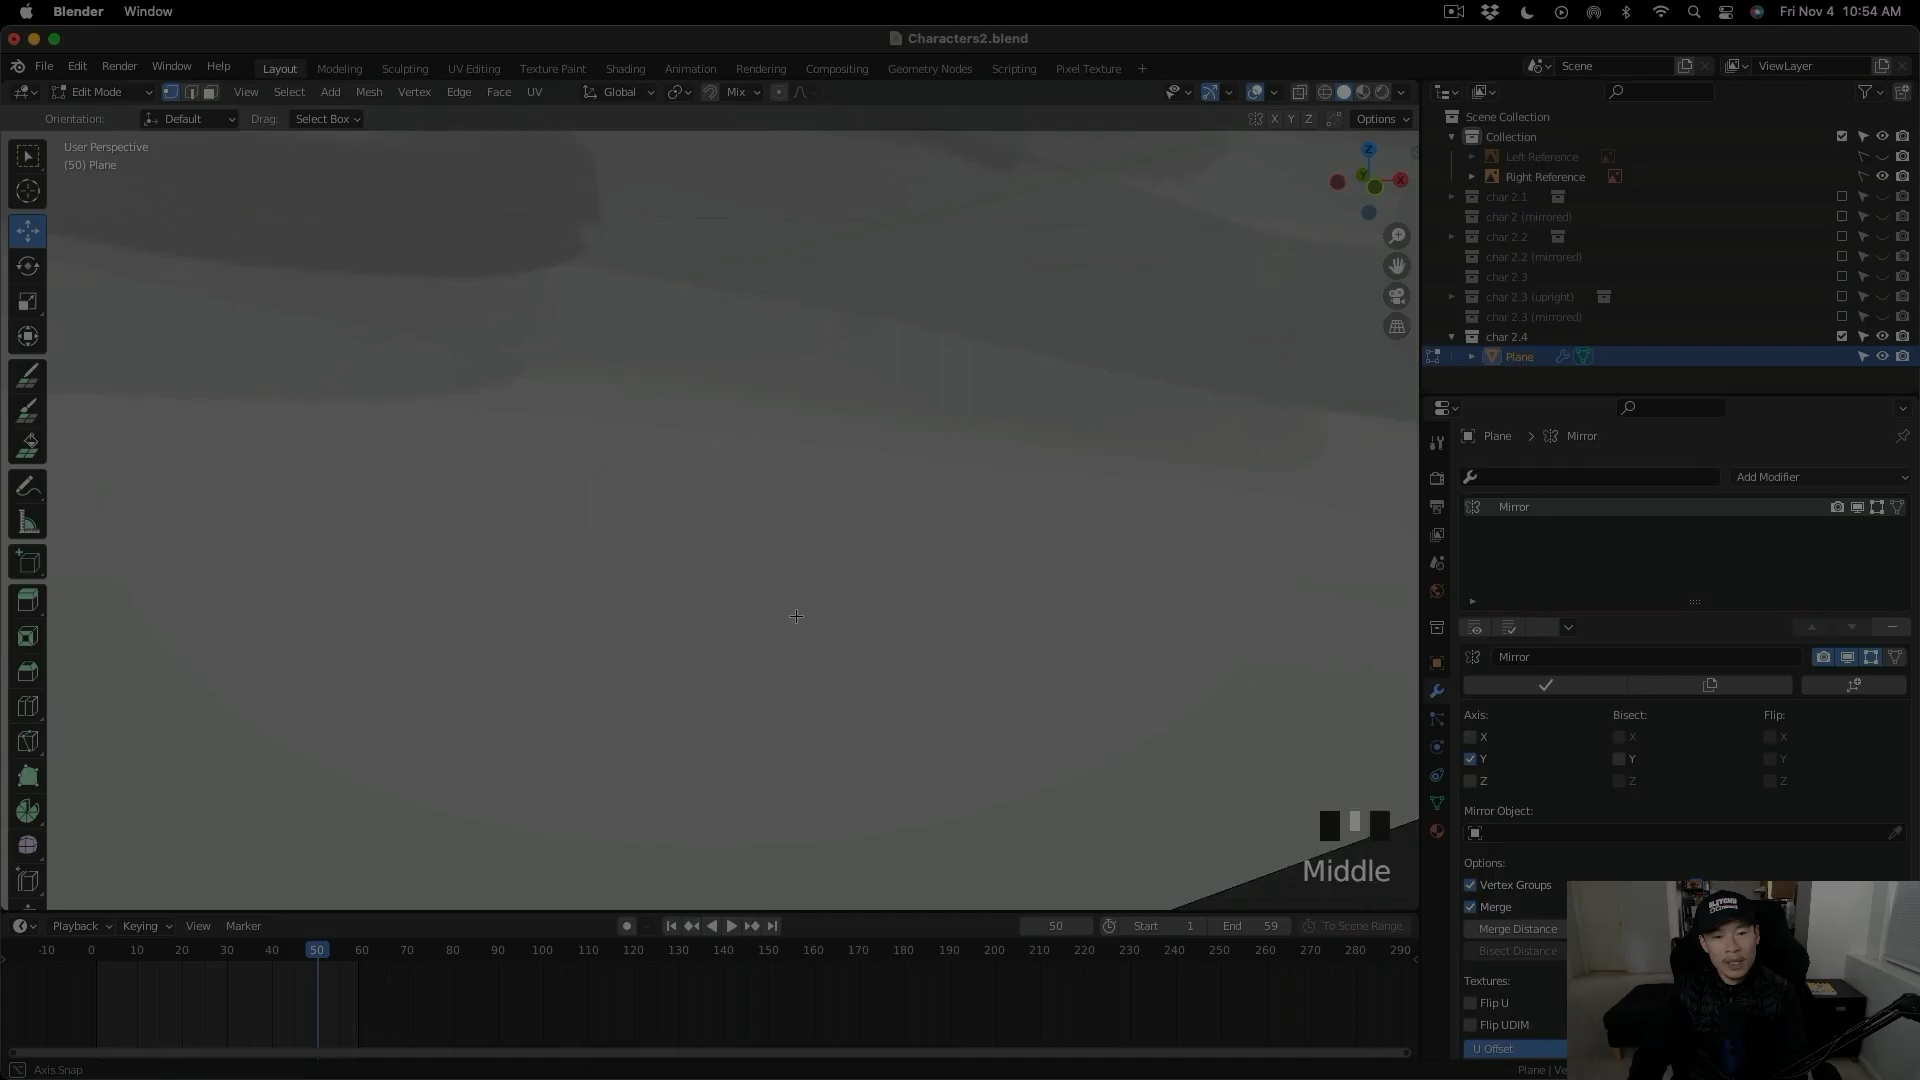 Blender Window Fri Nov 4 10:54 AM
Characters2.blend
File Edit Render Window Help Layout Modeling Sculpting UV Editing Texture Paint Shading Animation Rendering Compositing Geometry Nodes Scripting Pixel Texture + Scene ViewLayer
Edit Mode View Select Add Mesh Vertex Edge Face UV Global Mix
Orientation: Default Drag: Select Box X Y Z Options
User Perspective
(50) Plane
Z
Y
X
Scene Collection
Collection
Left Reference
Right Reference
char 2.1
char 2 (mirrored)
char 2.2
char 2.2 (mirrored)
char 2.3
char 2.3 (upright)
char 2.3 (mirrored)
char 2.4
Plane
Plane > Mirror
Add Modifier
Mirror
Mirror
Axis: Bisect: Flip:
X X X
Y Y Y
Z Z Z
Mirror Object:
Options:
Vertex Groups
Merge
Merge Distance
Bisect Distance
Textures:
Flip U
Flip UDIM
U Offset
Middle
Playback Keying View Marker 50 Start 1 End 59 To Scene Range
-10 0 10 20 30 40 50 60 70 80 90 100 110 120 130 140 150 160 170 180 190 200 210 220 230 240 250 260 270 280 290
Axis Snap Plane | Ve